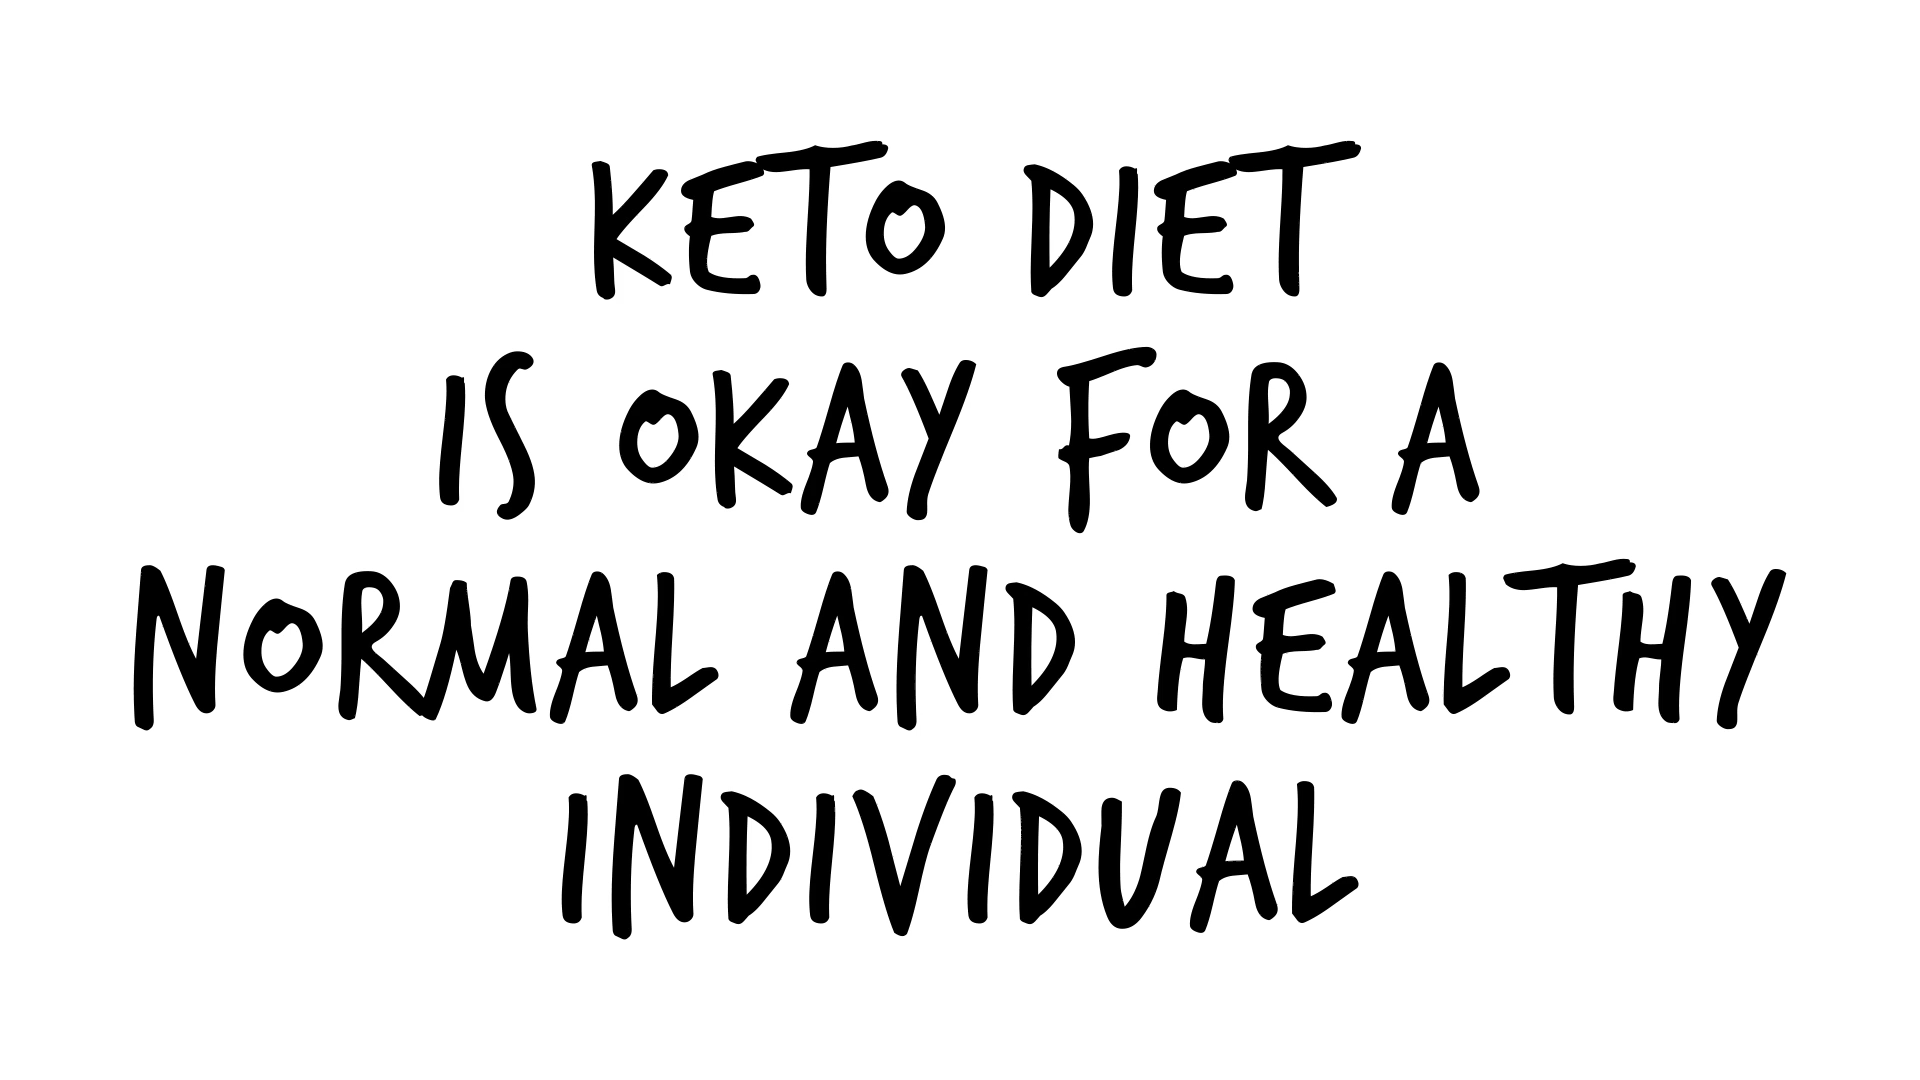 KETO DIET
IS OKAY FOR A
NORMAL AND HEALTHY
INDIVIDUAL